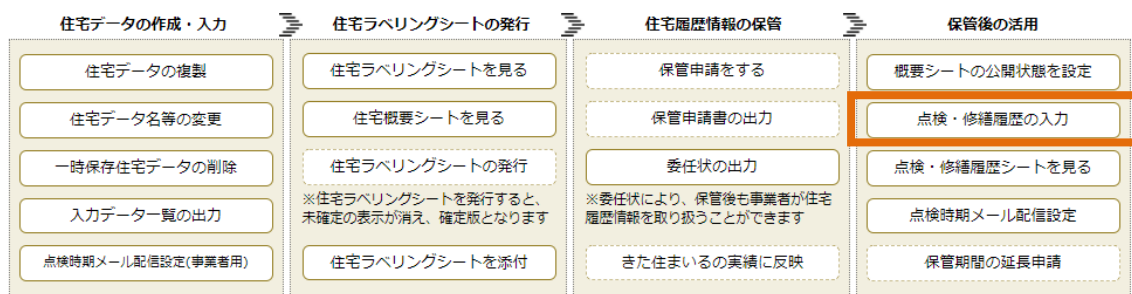 住宅データの作成・入力
住宅データの複製
住宅データ名等の変更
一時保存住宅データの削除
入力データ一覧の出力
点検時期メール配信設定(事業者用)
住宅ラベリングシートの発行
住宅ラベリングシートを見る
住宅概要シートを見る
住宅ラベリングシートの発行
※住宅ラベリングシートを発行すると、
未確定の表示が消え、確定版となります
住宅ラベリングシートを添付
住宅履歴情報の保管
保管申請をする
保管申請書の出力
委任状の出力
※委任状により、保管後も事業者が住宅
履歴情報を取り扱うことができます
きた住まいるの実績に反映
保管後の活用
概要シートの公開状態を設定
点検・修繕履歴の入力
点検・修繕履歴シートを見る
点検時期メール配信設定
保管期間の延長申請